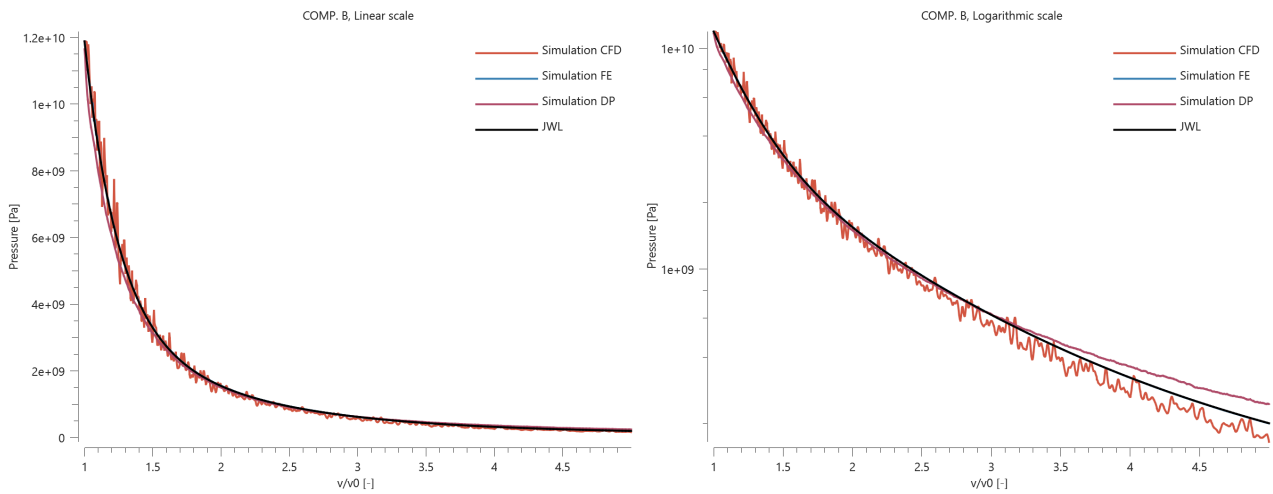 COMP. B, Linear scale
1.2e+10
1e+10
8e+09
6e+09
4e+09
2e+09
0
Pressure [Pa]
Simulation CFD
Simulation FE
Simulation DP
JWL
1 1.5 2 2.5 3 3.5 4 4.5
v/v0 [-]
COMP. B, Logarithmic scale
1e+10
1e+09
Pressure [Pa]
Simulation CFD
Simulation FE
Simulation DP
JWL
1 1.5 2 2.5 3 3.5 4 4.5
v/v0 [-]